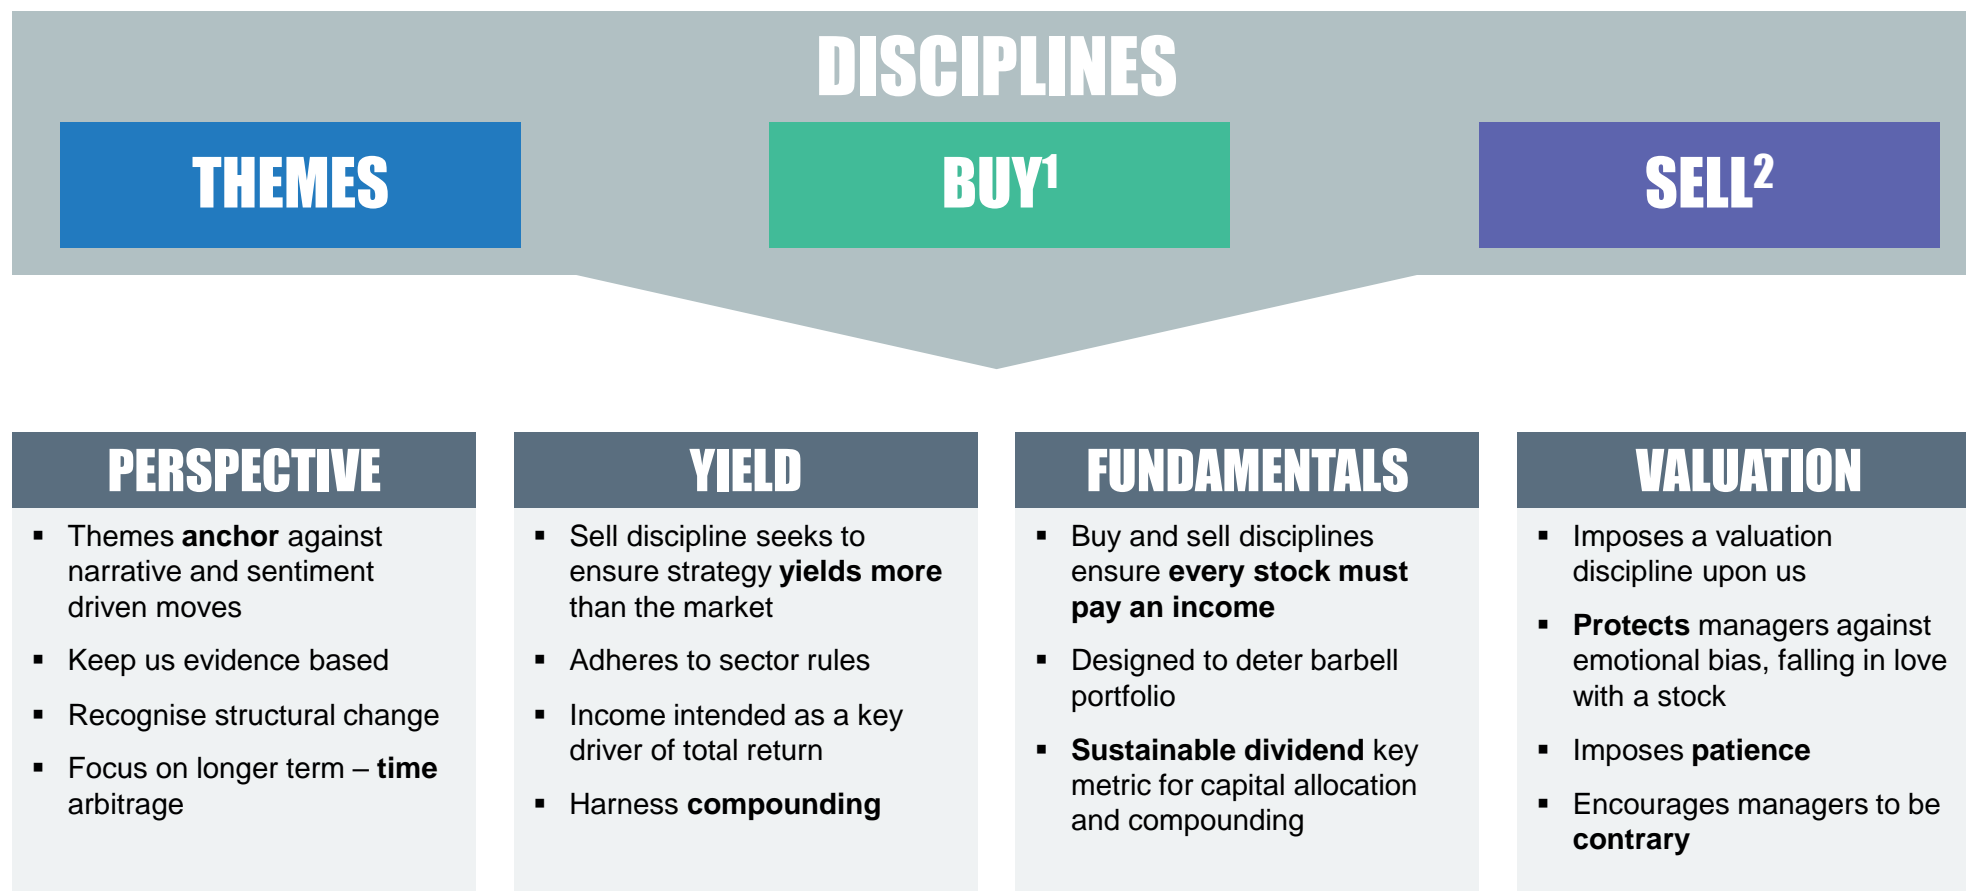 DISCIPLINES
THEMES
BUY¹
SELL²
PERSPECTIVE
▪ Themes anchor against
narrative and sentiment
driven moves
▪ Keep us evidence based
▪ Recognise structural change
▪ Focus on longer term – time
arbitrage
YIELD
▪ Sell discipline seeks to
ensure strategy yields more
than the market
▪ Adheres to sector rules
▪ Income intended as a key
driver of total return
▪ Harness compounding
FUNDAMENTALS
▪ Buy and sell disciplines
ensure every stock must
pay an income
▪ Designed to deter barbell
portfolio
▪ Sustainable dividend key
metric for capital allocation
and compounding
VALUATION
▪ Imposes a valuation
discipline upon us
▪ Protects managers against
emotional bias, falling in love
with a stock
▪ Imposes patience
▪ Encourages managers to be
contrary